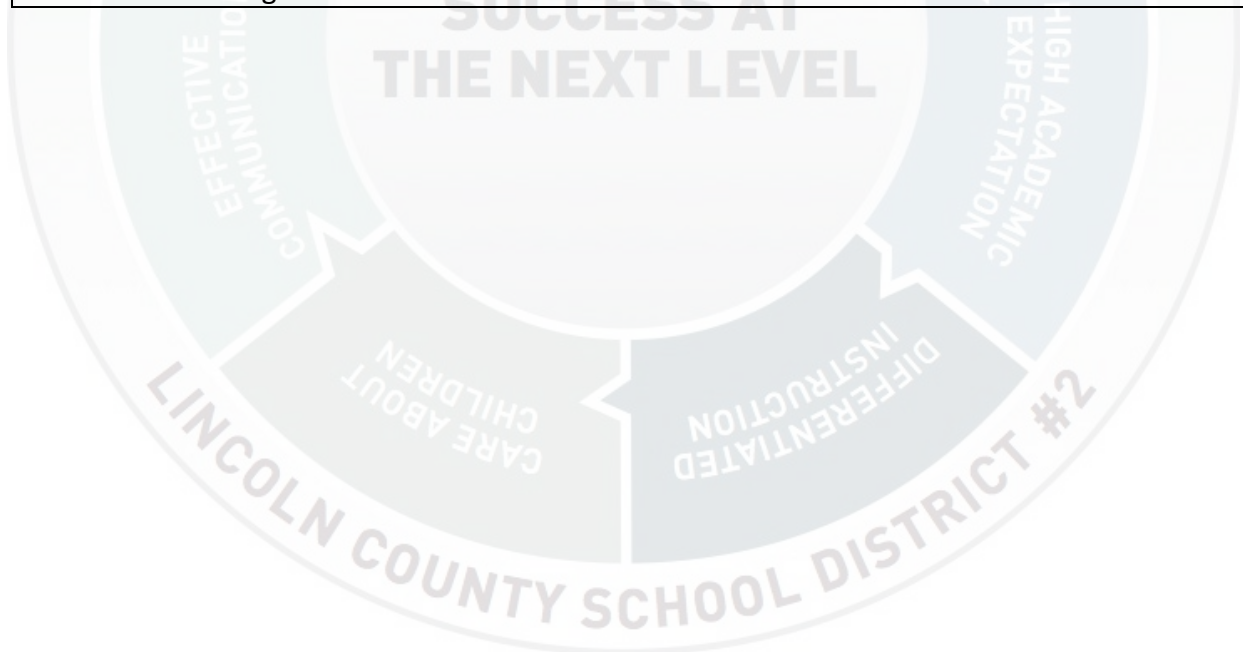 SUCCESS AT
THE NEXT LEVEL
EFFECTIVE
COMMUNICATIO
HIGH ACADEMIC
EXPECTATION
CARE ABOUT
CHILDREN
DIFFERENTIATED
INSTRUCTION
LINCOLN COUNTY SCHOOL DISTRICT #2